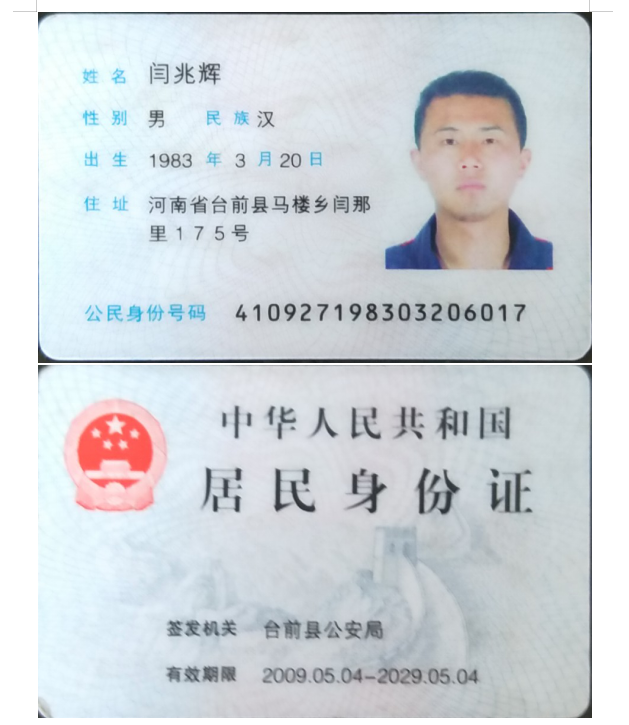 姓名 闫兆辉
性别 男 民族 汉
出生 1983 年 3 月 20 日
住址 河南省台前县马楼乡闫那
里175号
公民身份号码 410927198303206017
中华人民共和国
居民身份证
签发机关 台前县公安局
有效期限 2009.05.04-2029.05.04